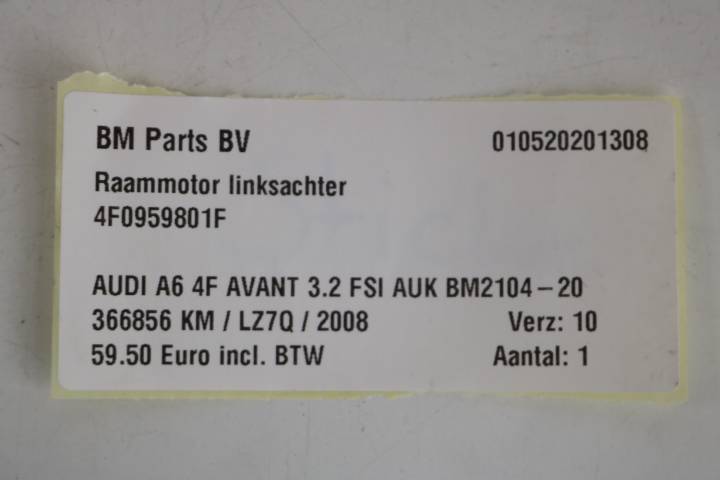 BM Parts BV 010520201308
Raammotor linksachter
4F0959801F
AUDI A6 4F AVANT 3.2 FSI AUK BM2104-20
366856 KM / LZ7Q / 2008 Verz: 10
59.50 Euro incl. BTW Aantal: 1